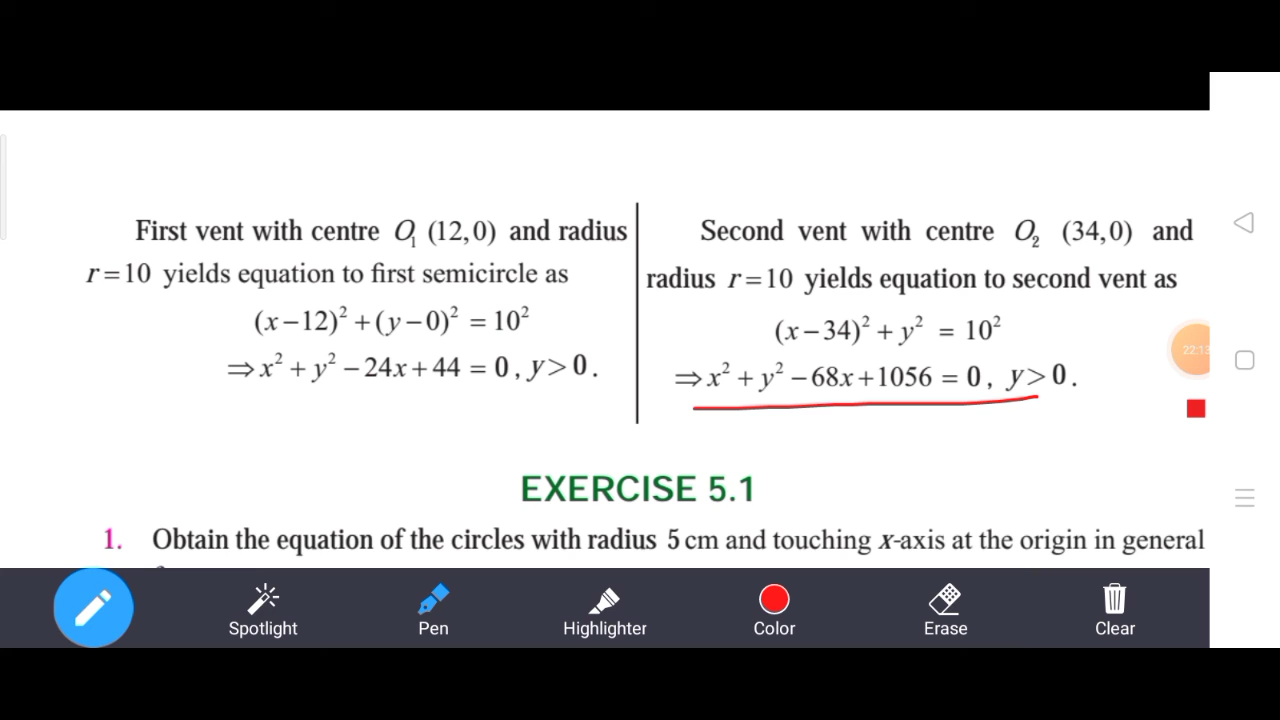 First vent with centre O₁ (12,0) and radius
r = 10 yields equation to first semicircle as
(x−12)² + (y−0)² = 10²
⇒ x² + y² − 24x + 44 = 0, y > 0.
Second vent with centre O₂ (34,0) and
radius r = 10 yields equation to second vent as
(x − 34)² + y² = 10²
⇒ x² + y² − 68x + 1056 = 0, y > 0.
22:13
EXERCISE 5.1
1. Obtain the equation of the circles with radius 5 cm and touching x-axis at the origin in general
Spotlight Pen Highlighter Color Erase Clear